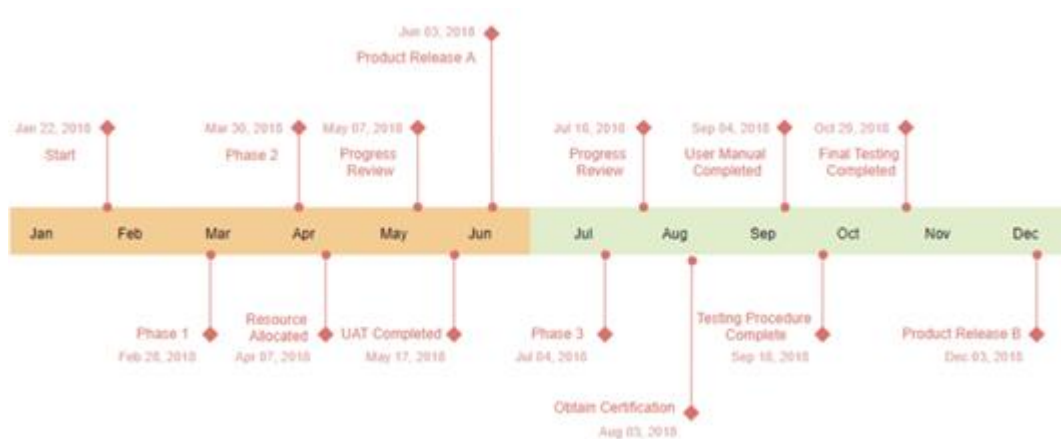 Jun 03, 2018
Product Release A
Jan 22, 2018
Start
Mar 30, 2018
Phase 2
May 07, 2018
Progress
Review
Jul 16, 2018
Progress
Review
Sep 04, 2018
User Manual
Completed
Oct 29, 2018
Final Testing
Completed
Jan Feb Mar Apr May Jun Jul Aug Sep Oct Nov Dec
Phase 1
Feb 28, 2018
Resource
Allocated
Apr 07, 2018
UAT Completed
May 17, 2018
Phase 3
Jul 04, 2018
Testing Procedure
Complete
Sep 18, 2018
Product Release B
Dec 03, 2018
Obtain Certification
Aug 03, 2018